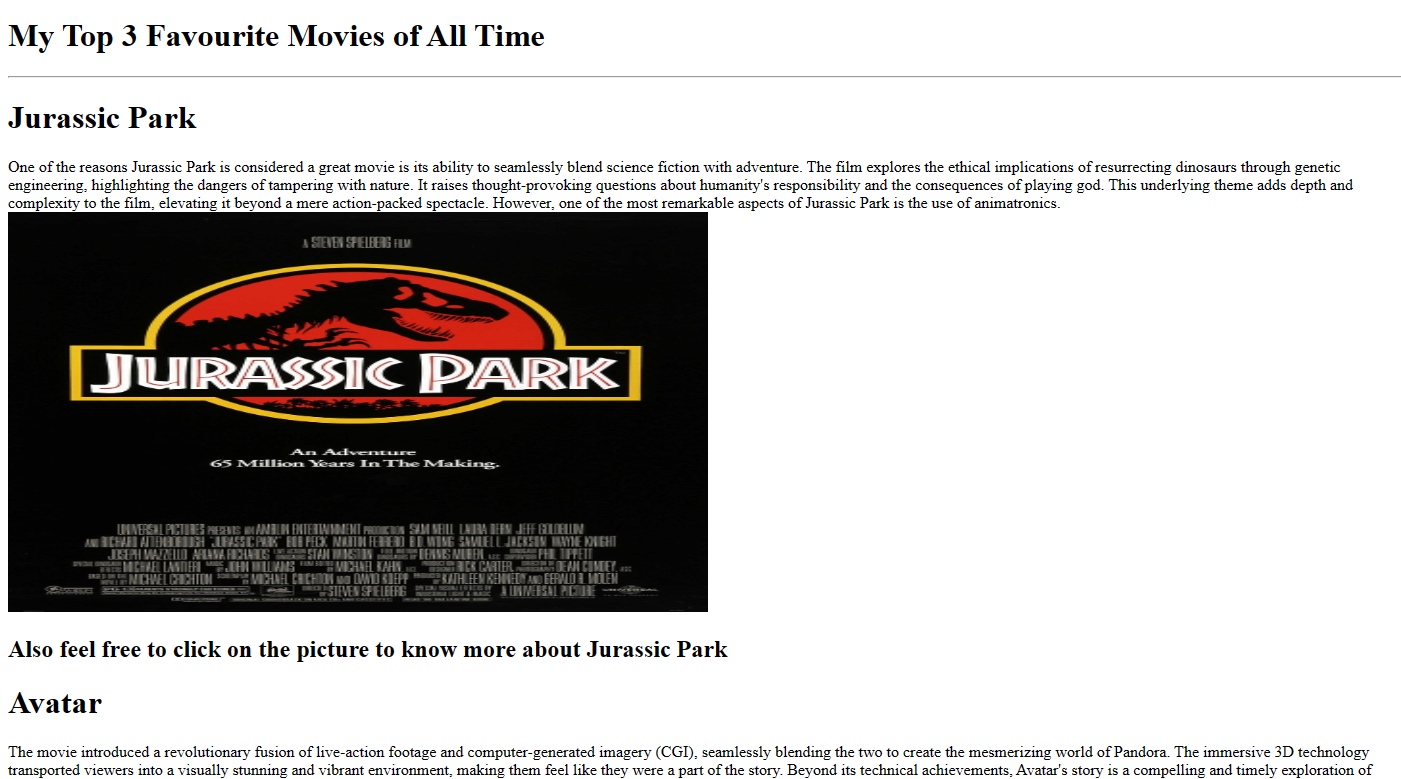 My Top 3 Favourite Movies of All Time
Jurassic Park
One of the reasons Jurassic Park is considered a great movie is its ability to seamlessly blend science fiction with adventure. The film explores the ethical implications of resurrecting dinosaurs through genetic
engineering, highlighting the dangers of tampering with nature. It raises thought-provoking questions about humanity's responsibility and the consequences of playing god. This underlying theme adds depth and
complexity to the film, elevating it beyond a mere action-packed spectacle. However, one of the most remarkable aspects of Jurassic Park is the use of animatronics.
A STEVEN SPIELBERG FILM
JURASSIC PARK
An Adventure
65 Million Years In The Making.
UNIVERSAL PICTURES PRESENTS AN AMBLIN ENTERTAINMENT PRODUCTION SAM NEILL LAURA DERN JEFF GOLDBLUM
AND RICHARD ATTENBOROUGH "JURASSIC PARK" BOB PECK MARTIN FERRERO B.D. WONG SAMUEL L. JACKSON WAYNE KNIGHT
JOSEPH MAZZELLO ARIANA RICHARDS STAN WINSTON DENNIS MUREN PHIL TIPPETT
MICHAEL LANTIERI JOHN WILLIAMS MICHAEL KAHN RICK CARTER DEAN CUNDEY
MICHAEL CRICHTON MICHAEL CRICHTON AND DAVID KOEPP KATHLEEN KENNEDY AND GERALD R. MOLEN
STEVEN SPIELBERG A UNIVERSAL PICTURE
Also feel free to click on the picture to know more about Jurassic Park
Avatar
The movie introduced a revolutionary fusion of live-action footage and computer-generated imagery (CGI), seamlessly blending the two to create the mesmerizing world of Pandora. The immersive 3D technology
transported viewers into a visually stunning and vibrant environment, making them feel like they were a part of the story. Beyond its technical achievements, Avatar's story is a compelling and timely exploration of